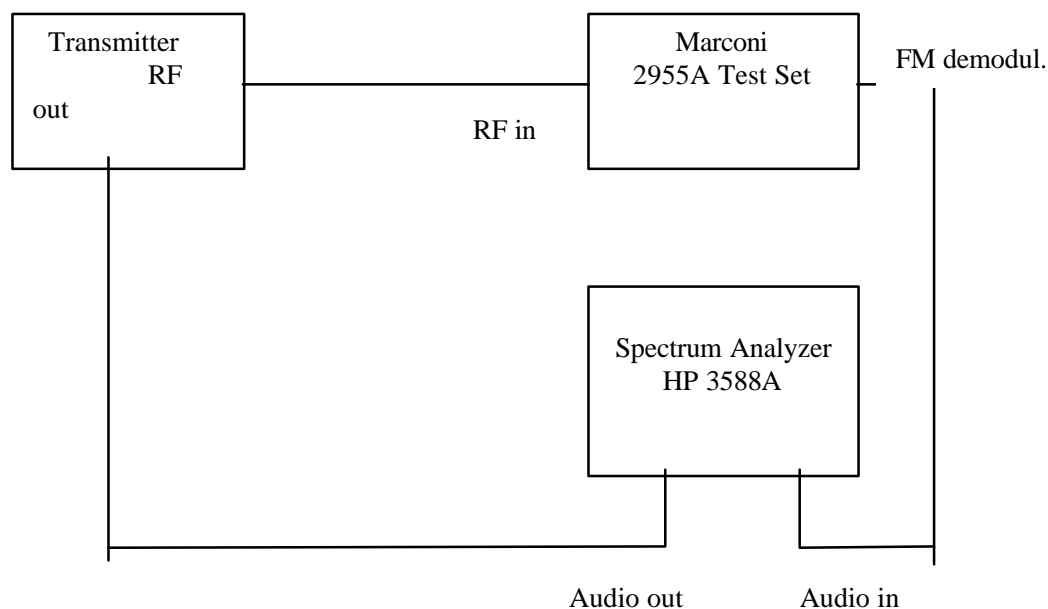 Transmitter
RF
out
RF in
Marconi
2955A Test Set
FM demodul.
Spectrum Analyzer
HP 3588A
Audio out
Audio in